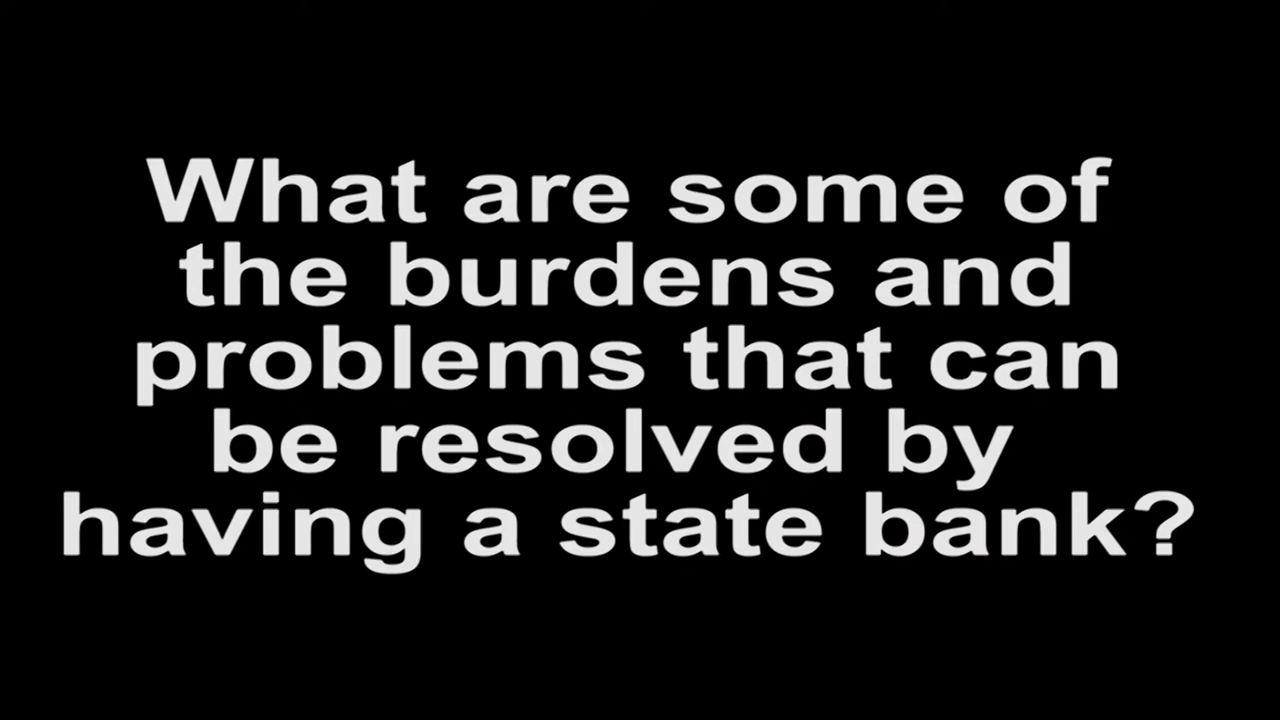 What are some of
the burdens and
problems that can
be resolved by
having a state bank?